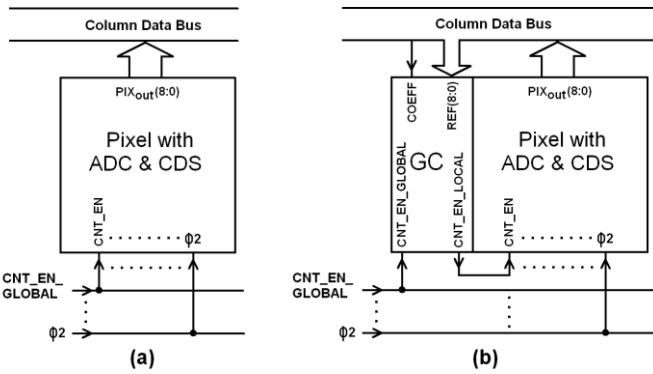 Column Data Bus
PIXout(8:0)
Pixel with
ADC & CDS
CNT_EN
ϕ2
CNT_EN_
GLOBAL
ϕ2
(a)
Column Data Bus
COEFF
REF(8:0)
PIXout(8:0)
GC
Pixel with
ADC & CDS
CNT_EN_GLOBAL
CNT_EN_LOCAL
CNT_EN
ϕ2
CNT_EN_
GLOBAL
ϕ2
(b)